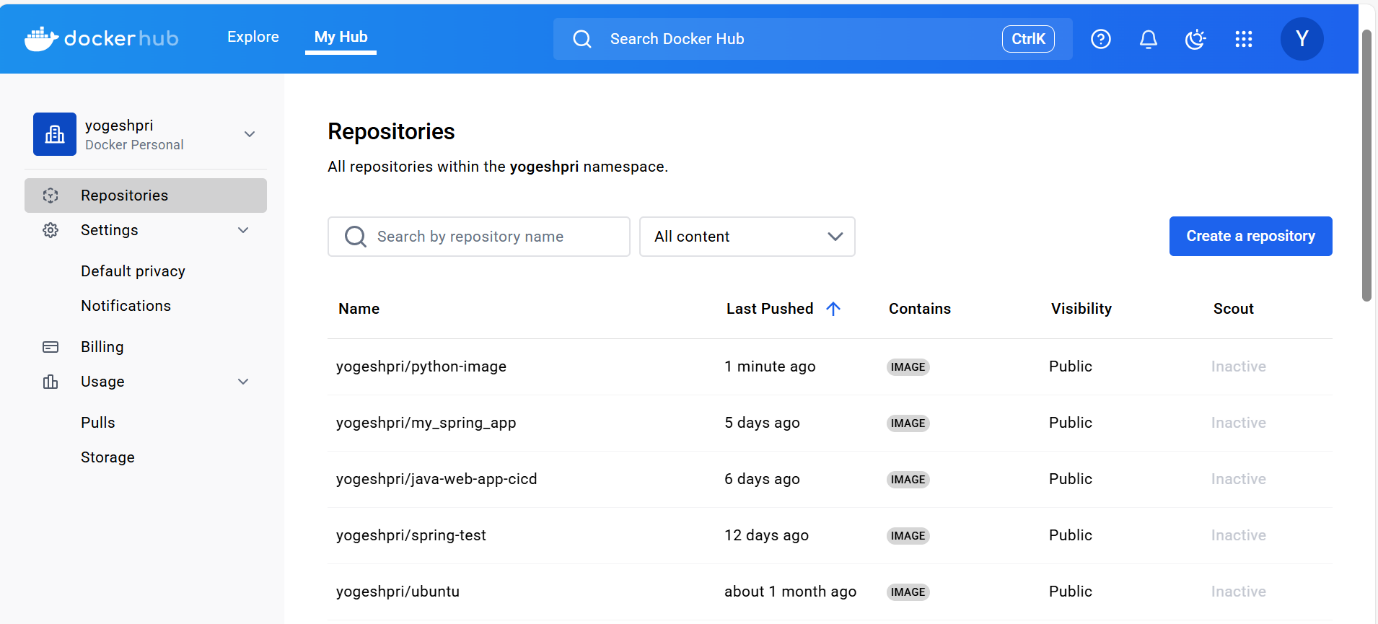 dockerhub Explore My Hub Search Docker Hub CtrlK Y
yogeshpri
Docker Personal
Repositories
Settings
Default privacy
Notifications
Billing
Usage
Pulls
Storage
Repositories
All repositories within the yogeshpri namespace.
Search by repository name All content Create a repository
Name Last Pushed Contains Visibility Scout
yogeshpri/python-image 1 minute ago IMAGE Public Inactive
yogeshpri/my_spring_app 5 days ago IMAGE Public Inactive
yogeshpri/java-web-app-cicd 6 days ago IMAGE Public Inactive
yogeshpri/spring-test 12 days ago IMAGE Public Inactive
yogeshpri/ubuntu about 1 month ago IMAGE Public Inactive